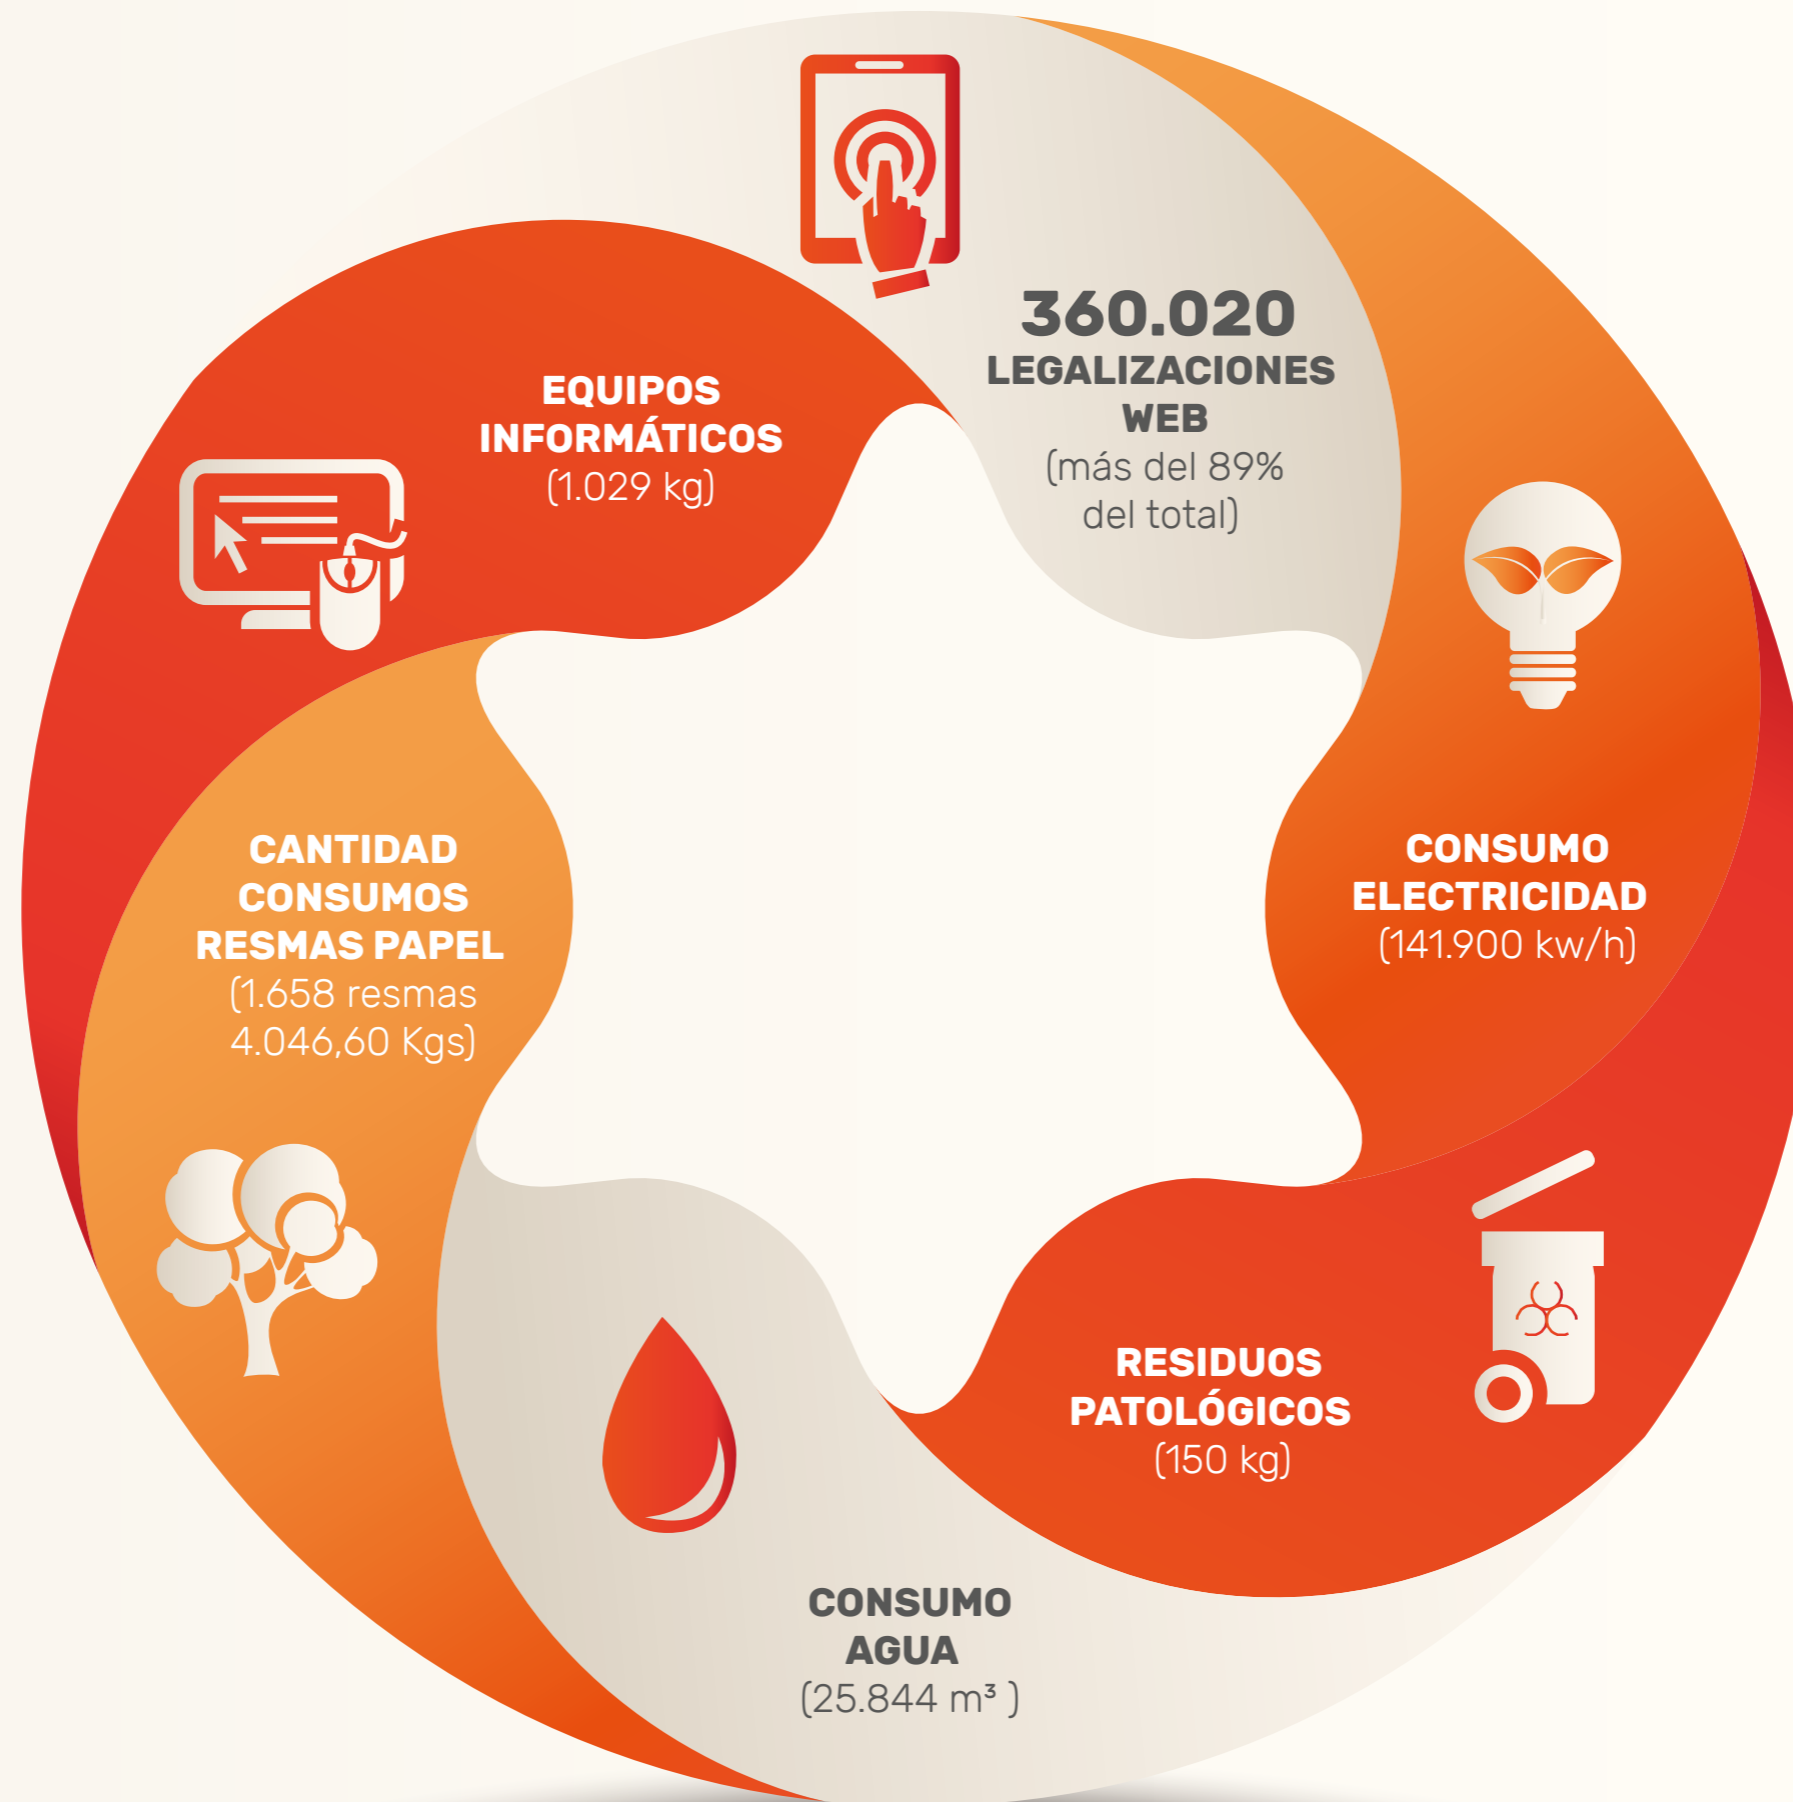 360.020
LEGALIZACIONES
WEB
(más del 89%
del total)
EQUIPOS
INFORMÁTICOS
(1.029 kg)
CANTIDAD
CONSUMOS
RESMAS PAPEL
(1.658 resmas
4.046,60 Kgs)
CONSUMO
ELECTRICIDAD
(141.900 kw/h)
RESIDUOS
PATOLÓGICOS
(150 kg)
CONSUMO
AGUA
(25.844 m³ )